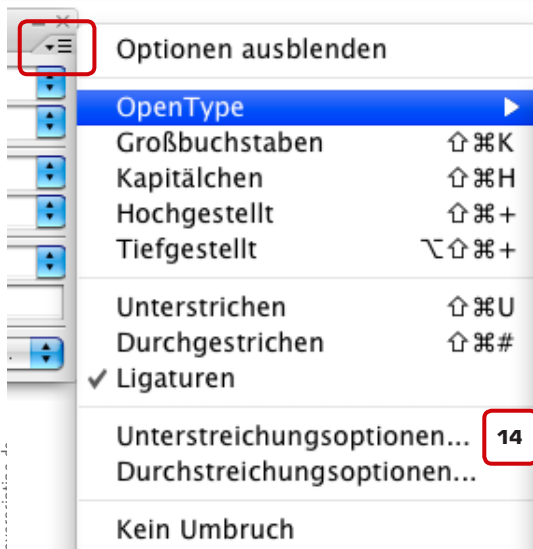 Optionen ausblenden
OpenType
Großbuchstaben ⇧⌘K
Kapitälchen ⇧⌘H
Hochgestellt ⇧⌘+
Tiefgestellt ⌥⇧⌘+
Unterstrichen ⇧⌘U
Durchgestrichen ⇧⌘#
✓ Ligaturen
Unterstreichungsoptionen... 14
Durchstreichungsoptionen...
Kein Umbruch